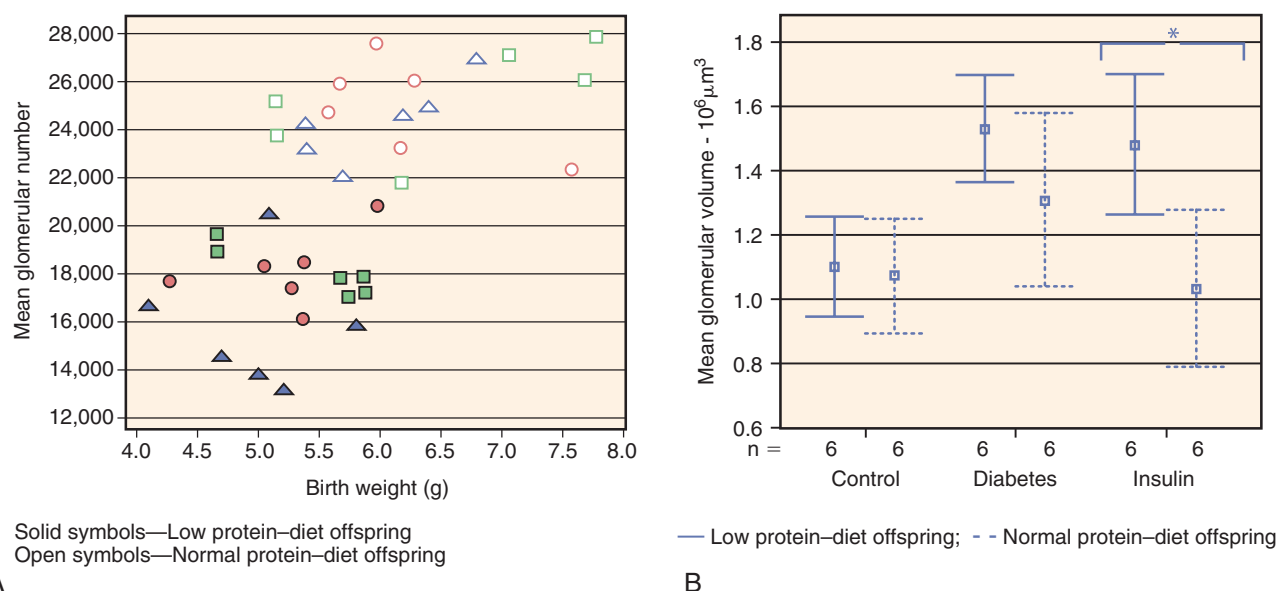 28,000
26,000
24,000
22,000
20,000
18,000
16,000
14,000
12,000
Mean glomerular number
4.0 4.5 5.0 5.5 6.0 6.5 7.0 7.5 8.0
Birth weight (g)
Solid symbols—Low protein–diet offspring
Open symbols—Normal protein–diet offspring
1.8
1.6
1.4
1.2
1.0
0.8
0.6
Mean glomerular volume - 10⁶µm³
*
n = 6 6 6 6 6 6
Control Diabetes Insulin
Low protein–diet offspring; Normal protein–diet offspring
B